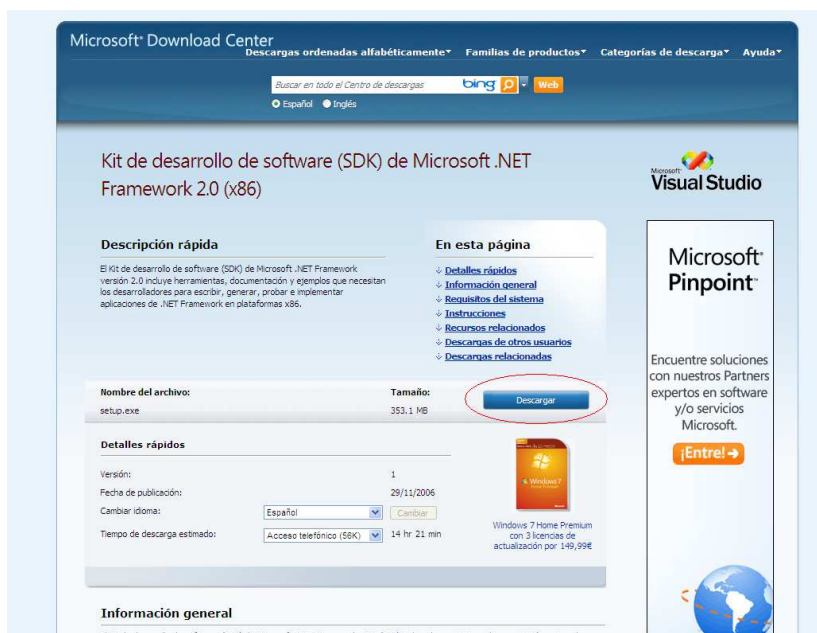 Microsoft® Download Center
Descargas ordenadas alfabéticamente Familias de productos Categorías de descarga Ayuda
Buscar en todo el Centro de descargas bing Web
Español Inglés
Kit de desarrollo de software (SDK) de Microsoft .NET
Framework 2.0 (x86)
Microsoft®
Visual Studio
Descripción rápida
El Kit de desarrollo de software (SDK) de Microsoft .NET Framework
versión 2.0 incluye herramientas, documentación y ejemplos que necesitan
los desarrolladores para escribir, generar, probar e implementar
aplicaciones de .NET Framework en plataformas x86.
En esta página
Detalles rápidos
Información general
Requisitos del sistema
Instrucciones
Recursos relacionados
Descargas de otros usuarios
Descargas relacionadas
Microsoft®
Pinpoint™
Encuentre soluciones
con nuestros Partners
expertos en software
y/o servicios
Microsoft.
¡Entre!
Nombre del archivo: Tamaño:
setup.exe 353.1 MB
Descargar
Detalles rápidos
Versión: 1
Fecha de publicación: 29/11/2006
Cambiar idioma: Español Cambiar
Tiempo de descarga estimado: Acceso telefónico (56K) 14 hr 21 min
Windows 7
Windows 7 Home Premium
con 3 licencias de
actualización por 149,99€
Información general